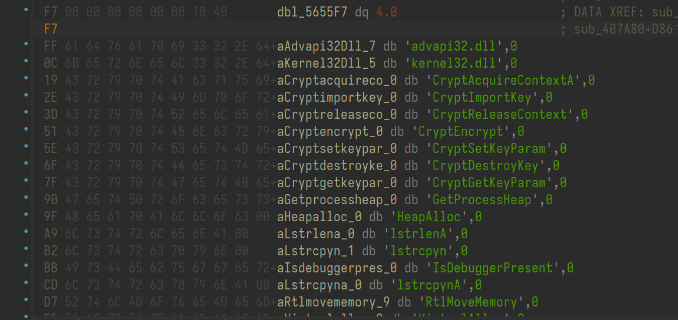 F7 00 00 00 00 00 00 10 40 dbl_5655F7 dq 4.0 ; DATA XREF: sub_
F7 ; sub_407A80+D86
FF 61 64 76 61 70 69 33 32 2E 64+aAdvapi32Dll_7 db 'advapi32.dll',0
0C 6B 65 72 6E 65 6C 33 32 2E 64+aKernel32Dll_5 db 'kernel32.dll',0
19 43 72 79 70 74 41 63 71 75 69+aCryptacquireco_0 db 'CryptAcquireContextA',0
2E 43 72 79 70 74 49 6D 70 6F 72+aCryptimportkey_0 db 'CryptImportKey',0
3D 43 72 79 70 74 52 65 6C 65 61+aCryptreleaseco_0 db 'CryptReleaseContext',0
51 43 72 79 70 74 45 6E 63 72 79+aCryptencrypt_0 db 'CryptEncrypt',0
5E 43 72 79 70 74 53 65 74 4B 65+aCryptsetkeypar_0 db 'CryptSetKeyParam',0
6F 43 72 79 70 74 44 65 73 74 72+aCryptdestroyke_0 db 'CryptDestroyKey',0
7F 43 72 79 70 74 47 65 74 4B 65+aCryptgetkeypar_0 db 'CryptGetKeyParam',0
90 47 65 74 50 72 6F 63 65 73 73+aGetprocessheap_0 db 'GetProcessHeap',0
9F 48 65 61 70 41 6C 6C 6F 63 00 aHeapalloc_0 db 'HeapAlloc',0
A9 6C 73 74 72 6C 65 6E 41 00 aLstrlena_0 db 'lstrlenA',0
B2 6C 73 74 72 63 70 79 6E 00 aLstrcpyn_1 db 'lstrcpyn',0
BB 49 73 44 65 62 75 67 67 65 72+aIsdebuggerpres_0 db 'IsDebuggerPresent',0
CD 6C 73 74 72 63 70 79 6E 41 00 aLstrcpyna_0 db 'lstrcpynA',0
D7 52 74 6C 4D 6F 76 65 4D 65 6D+aRtlmovememory_9 db 'RtlMoveMemory',0